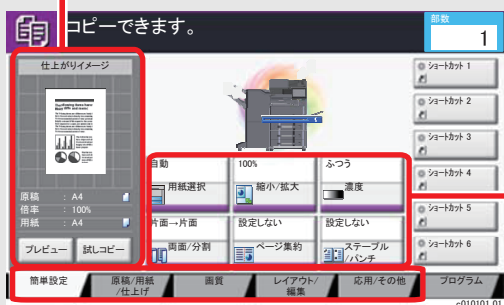 コピーできます。
部数
1
仕上がりイメージ
原稿 : A4
倍率 : 100%
用紙 : A4
プレビュー
試しコピー
自動
用紙選択
100%
縮小/拡大
ふつう
濃度
片面→片面
両面/分割
設定しない
ページ集約
設定しない
ステープル
/パンチ
ショートカット 1
ショートカット 2
ショートカット 3
ショートカット 4
ショートカット 5
ショートカット 6
簡単設定
原稿/用紙
/仕上げ
画質
レイアウト/
編集
応用/その他
プログラム
c010101_01